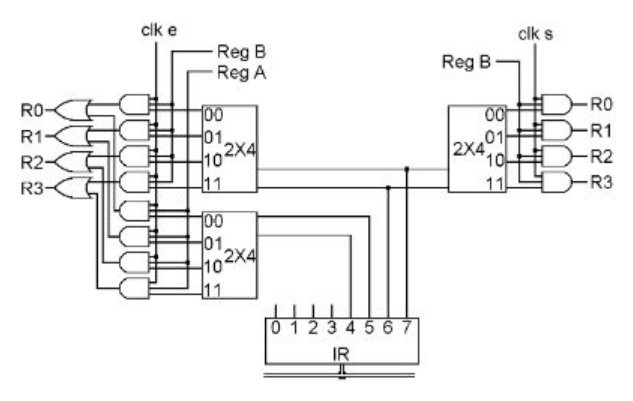 clk e
clk s
Reg B
Reg A
Reg B
R0
R1
R2
R3
00
01
10
11
2X4
00
01
10
11
2X4
00
01
10
11
2X4
R0
R1
R2
R3
0 1 2 3 4 5 6 7
IR